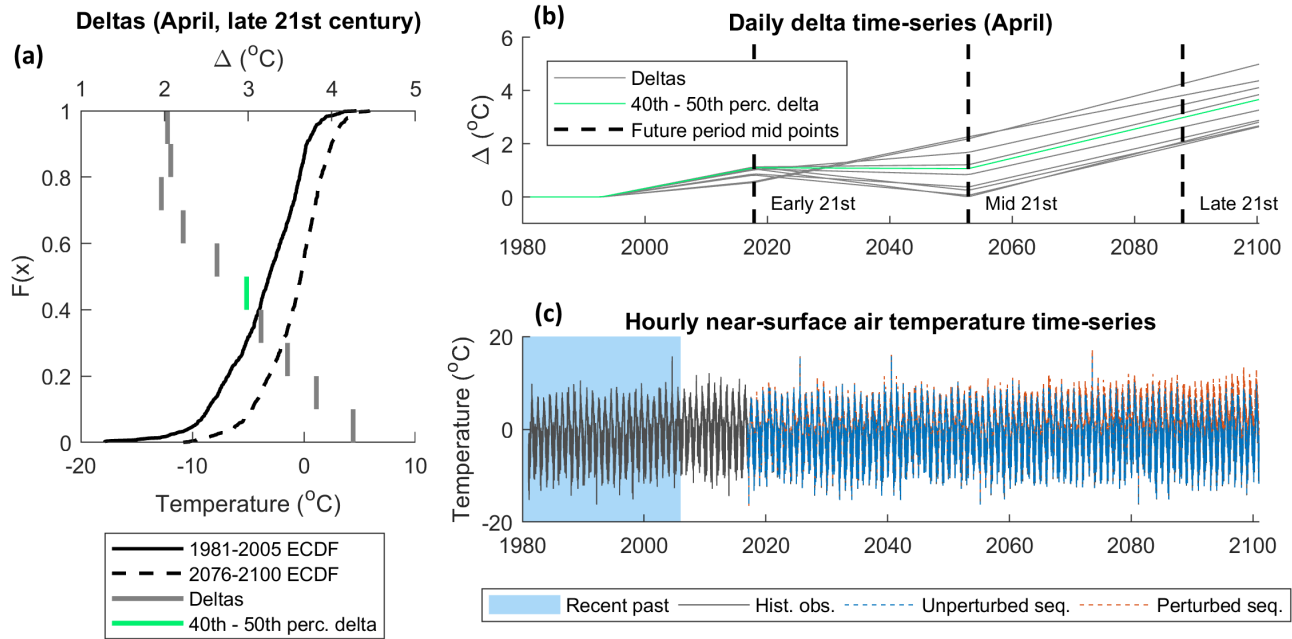 Deltas (April, late 21st century)
(a)
Δ (°C)
1 2 3 4 5
1
0.8
0.6
0.4
0.2
0
F(x)
-20 -10 0 10
Temperature (°C)
1981-2005 ECDF
2076-2100 ECDF
Deltas
40th - 50th perc. delta
(b)
Daily delta time-series (April)
6
4
2
0
Δ (°C)
Deltas
40th - 50th perc. delta
Future period mid points
Early 21st
Mid 21st
Late 21st
1980 2000 2020 2040 2060 2080 2100
(c)
Hourly near-surface air temperature time-series
20
0
-20
Temperature (°C)
1980 2000 2020 2040 2060 2080 2100
Recent past
Hist. obs.
Unperturbed seq.
Perturbed seq.